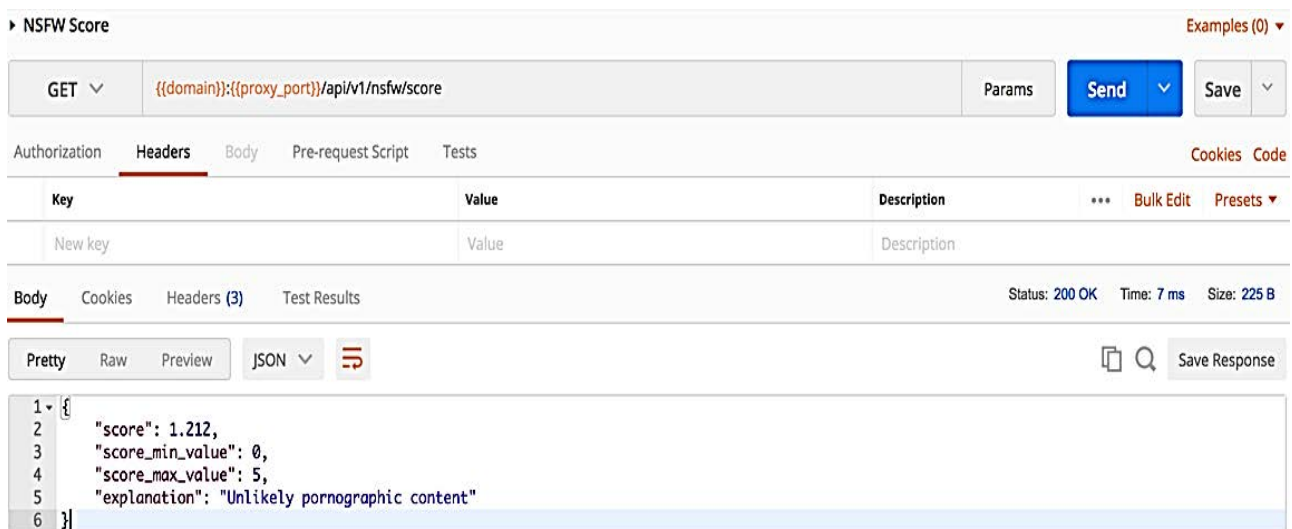 NSFW Score Examples (0)
GET {{domain}}:{{proxy_port}}/api/v1/nsfw/score Params Send Save
Authorization Headers Body Pre-request Script Tests Cookies Code
Key Value Description ••• Bulk Edit Presets
New key Value Description
Body Cookies Headers (3) Test Results Status: 200 OK Time: 7 ms Size: 225 B
Pretty Raw Preview JSON Save Response
1 {
2 "score": 1.212,
3 "score_min_value": 0,
4 "score_max_value": 5,
5 "explanation": "Unlikely pornographic content"
6 }